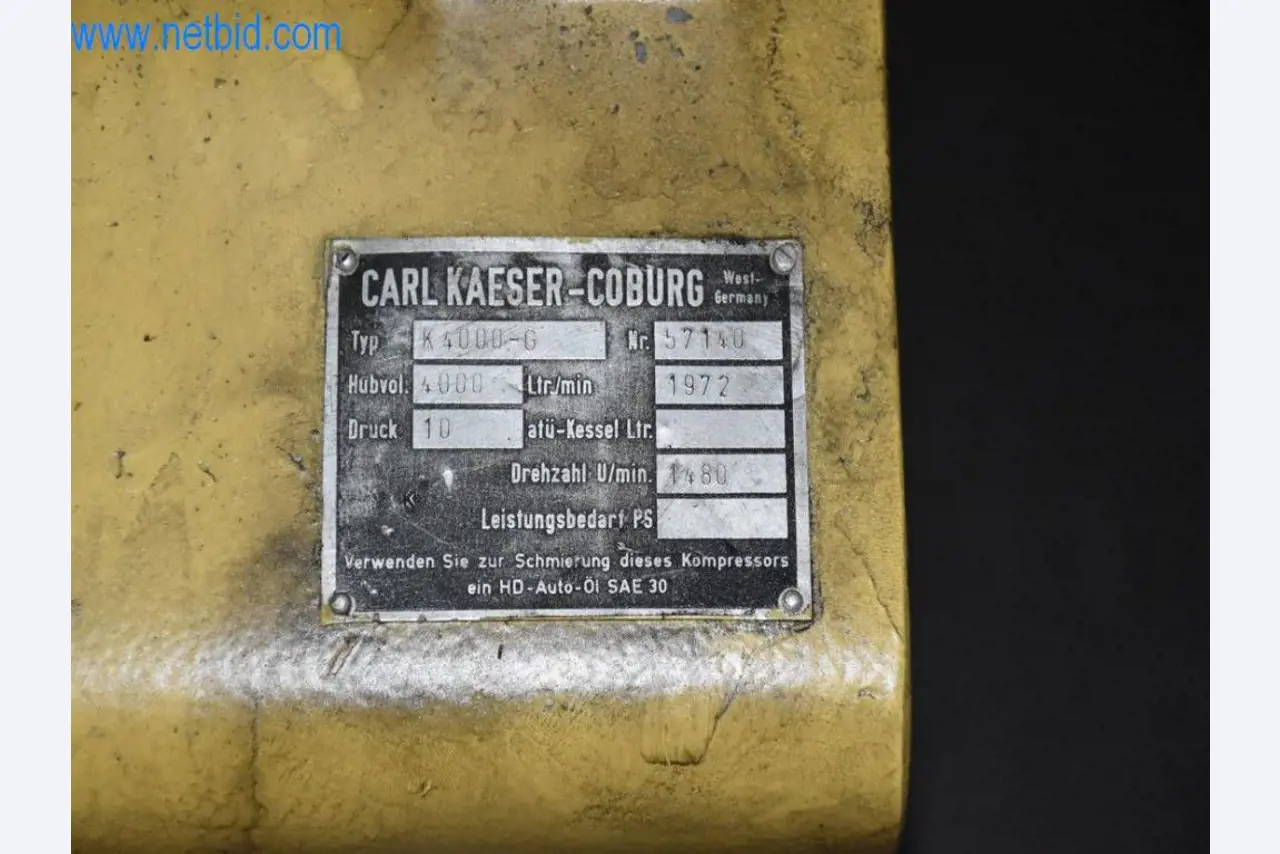 www.netbid.com
CARL KAESER-COBURG West-Germany
Typ K4000-G Nr. 57140
Hubvol. 4000 Ltr./min 1972
Druck 10 atü-Kessel Ltr.
Drehzahl U/min. 1480
Leistungsbedarf PS
Verwenden Sie zur Schmierung dieses Kompressors
ein HD-Auto-Öl SAE 30